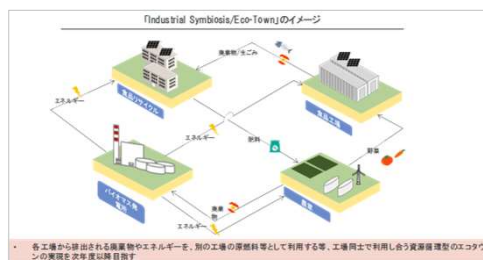 「Industrial Symbiosis/Eco-Town」のイメージ
廃棄物/生ごみ
エネルギー
食品リサイクル
食品工場
エネルギー
肥料
野菜
バイオマス発
電所
廃棄
物
農業
エネルギー
• 各工場から排出される廃棄物やエネルギーを、別の工場の原燃料等として利用する等、工場同士で利用し合う資源循環型のエコタウ
ンの実現を次年度以降目指す